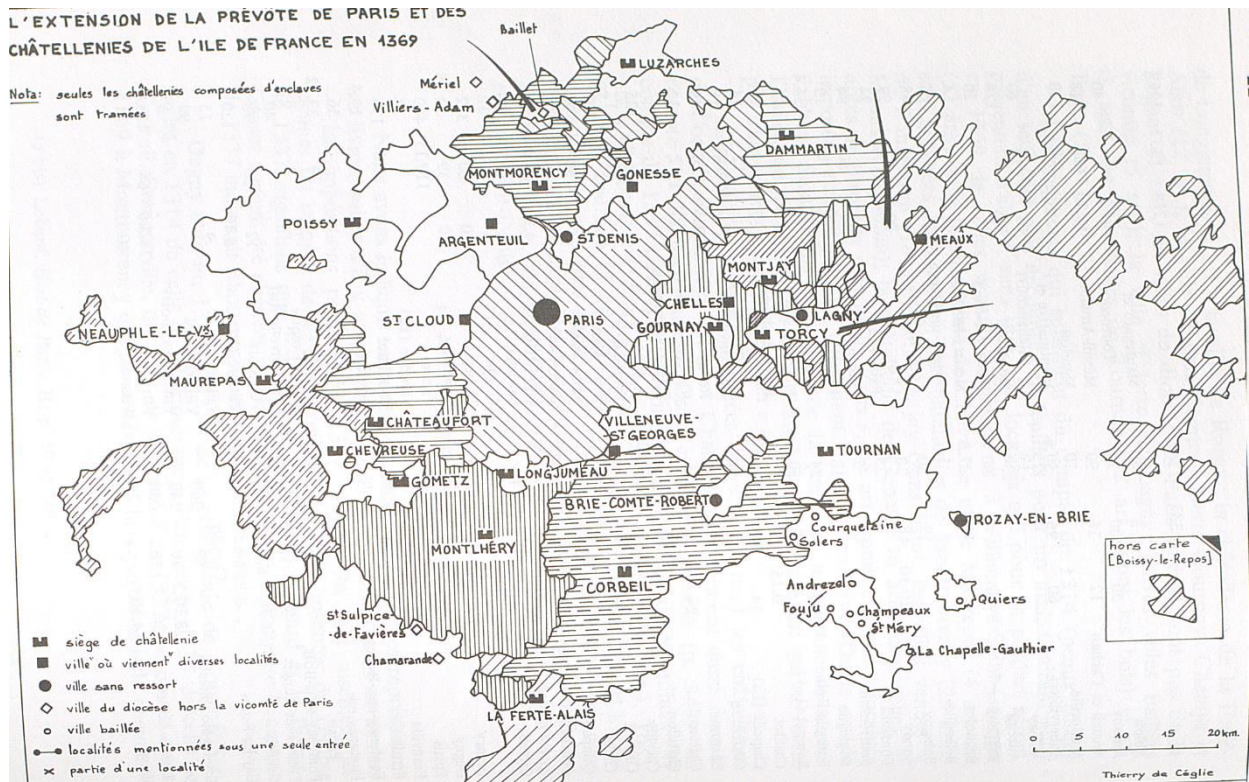 L'EXTENSION DE LA PRÉVOTE DE PARIS ET DES
CHÂTELLENIES DE L'ILE DE FRANCE EN 1369
Nota: seules les châtellenies composées d'enclaves
sont tramées
Baillet
LUZARCHES
Mériel
Villiers-Adam
DAMMARTIN
MONTMORENCY
GONESSE
POISSY
ARGENTEUIL
ST DENIS
MEAUX
MONTJAY
CHELLES
LAGNY
NEAUPHLE-LE-VX
ST CLOUD
PARIS
GOURNAY
TORCY
MAUREPAS
CHÂTEAUFORT
VILLENEUVE-
ST GEORGES
CHEVREUSE
TOURNAN
GOMETZ
LONGJUMEAU
BRIE-COMTE-ROBERT
Courquetaine
Solers
ROZAY-EN-BRIE
MONTLHÉRY
CORBEIL
hors carte
[Boissy-le-Repos]
Andrezel
Quiers
Fouju
Champeaux
St Méry
St Sulpice-
-de-Favières
La Chapelle-Gauthier
Chamarande
LA FERTÉ-ALAIS
siège de châtellenie
ville "où viennent" diverses localités
ville sans ressort
ville du diocèse hors la vicomté de Paris
ville baillée
localités mentionnées sous une seule entrée
partie d'une localité
0 5 10 15 20 km.
Thierry de Céglie